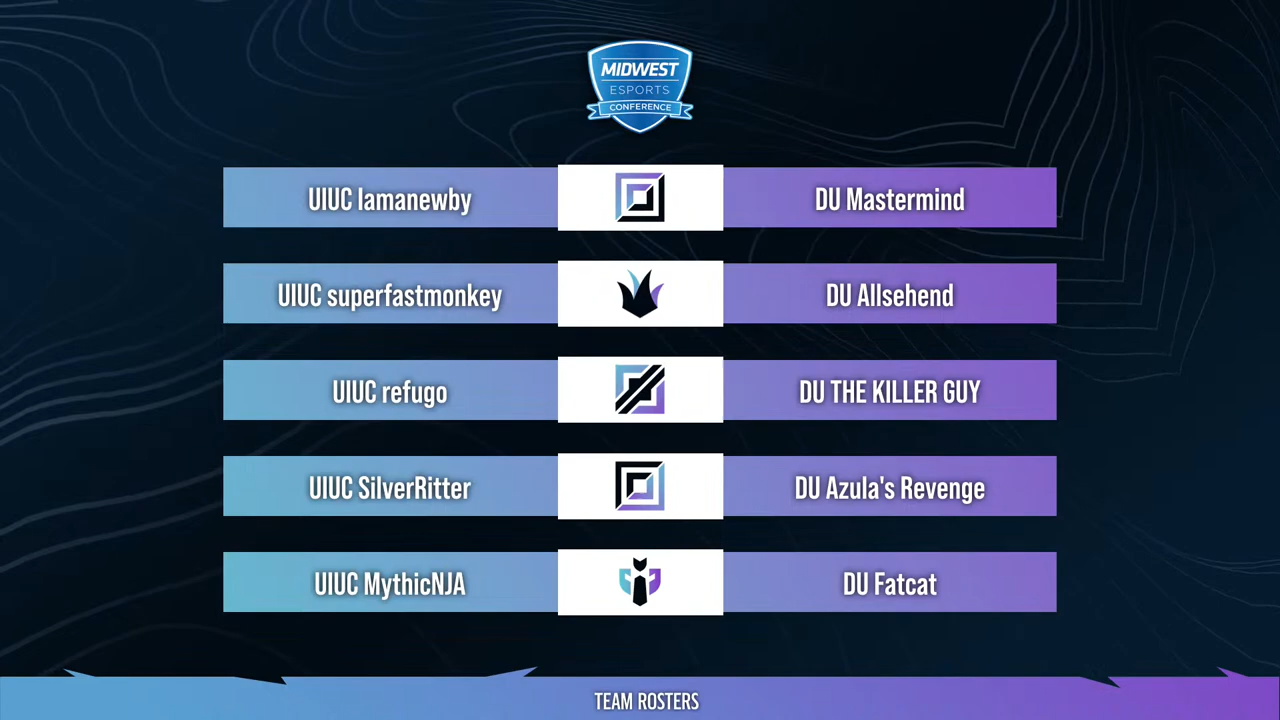 MIDWEST
ESPORTS
CONFERENCE
UIUC Iamanewby
DU Mastermind
UIUC superfastmonkey
DU Allsehend
UIUC refugo
DU THE KILLER GUY
UIUC SilverRitter
DU Azula's Revenge
UIUC MythicNJA
DU Fatcat
TEAM ROSTERS